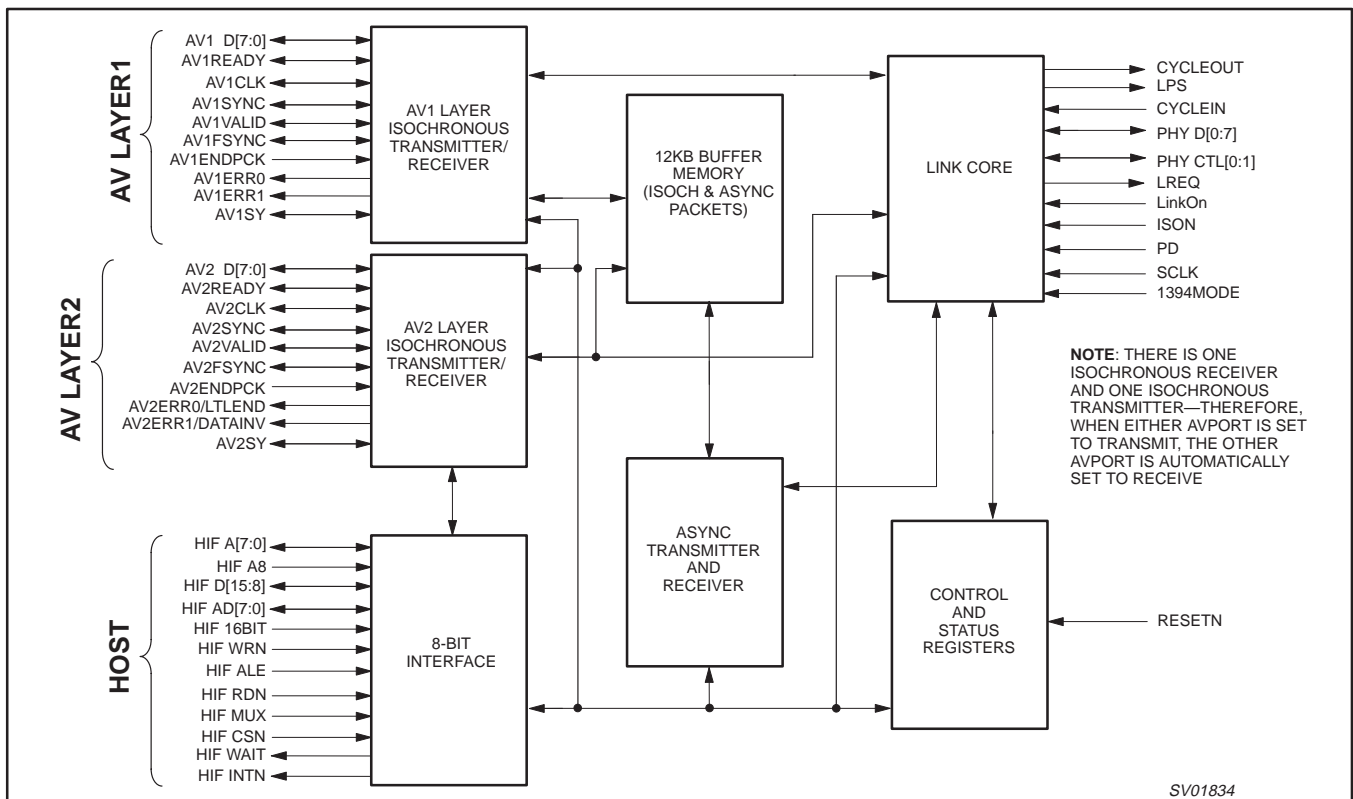 AV LAYER1
AV1 D[7:0]
AV1READY
AV1CLK
AV1SYNC
AV1VALID
AV1FSYNC
AV1ENDPCK
AV1ERR0
AV1ERR1
AV1SY
AV1 LAYER
ISOCHRONOUS
TRANSMITTER/
RECEIVER
AV LAYER2
AV2 D[7:0]
AV2READY
AV2CLK
AV2SYNC
AV2VALID
AV2FSYNC
AV2ENDPCK
AV2ERR0/LTLEND
AV2ERR1/DATAINV
AV2SY
AV2 LAYER
ISOCHRONOUS
TRANSMITTER/
RECEIVER
HOST
HIF A[7:0]
HIF A8
HIF D[15:8]
HIF AD[7:0]
HIF 16BIT
HIF WRN
HIF ALE
HIF RDN
HIF MUX
HIF CSN
HIF WAIT
HIF INTN
8-BIT
INTERFACE
12KB BUFFER
MEMORY
(ISOCH & ASYNC
PACKETS)
ASYNC
TRANSMITTER
AND
RECEIVER
LINK CORE
CYCLEOUT
LPS
CYCLEIN
PHY D[0:7]
PHY CTL[0:1]
LREQ
LinkOn
ISON
PD
SCLK
1394MODE
NOTE: THERE IS ONE
ISOCHRONOUS RECEIVER
AND ONE ISOCHRONOUS
TRANSMITTER—THEREFORE,
WHEN EITHER AVPORT IS SET
TO TRANSMIT, THE OTHER
AVPORT IS AUTOMATICALLY
SET TO RECEIVE
CONTROL
AND
STATUS
REGISTERS
RESETN
SV01834